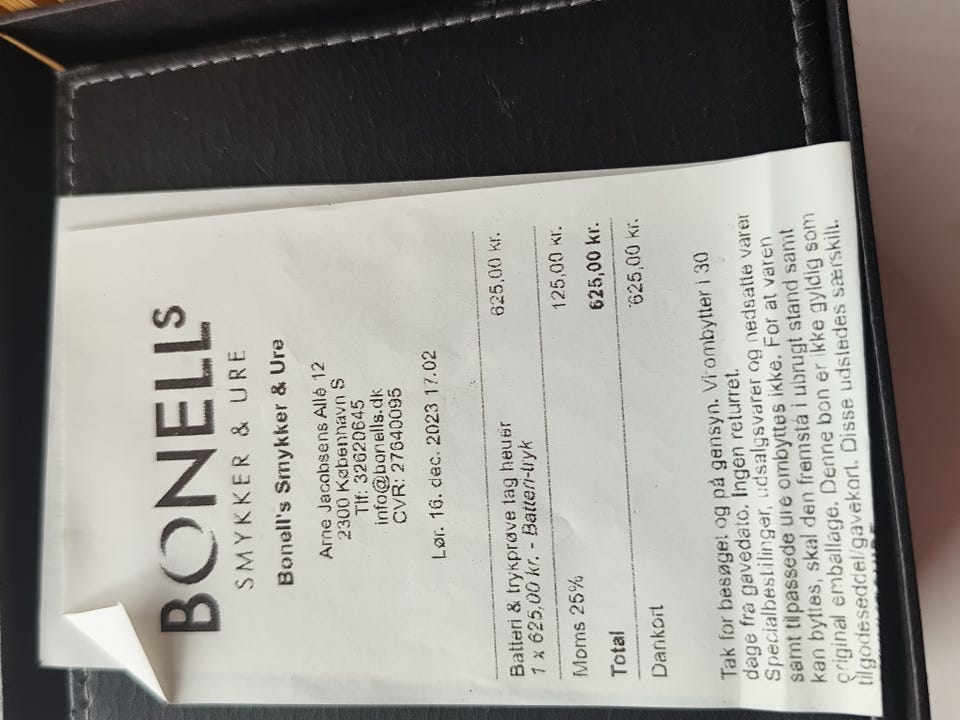 BONELLS
SMYKKER & URE
Bonell's Smykker & Ure
Arne Jacobsens Allé 12
2300 København S
Tlf: 32620645
info@bonells.dk
CVR: 27640095
Lør. 16. dec. 2023 17.02
Batteri & trykprøve tag heuer 625,00 kr.
1 x 625,00 kr. - Batteri-tryk
Moms 25% 125,00 kr.
Total 625,00 kr.
Dankort 625,00 kr.
Tak for besøget og på gensyn. Vi ombytter i 30
dage fra gavedato. Ingen returret.
Specialbestillinger, udsalgsvarer og nedsatte varer
samt tilpassede ure ombyttes ikke. For at varen
kan byttes, skal den fremstå i ubrugt stand samt
original emballage. Denne bon er ikke gyldig som
tilgodeseddel/gavekort. Disse udstedes særskilt.